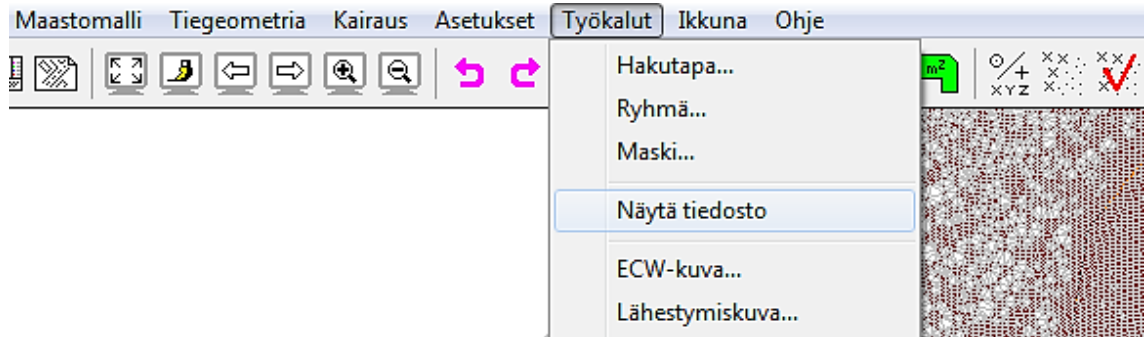 Maastomalli Tiegeometria Kairaus Asetukset Työkalut Ikkuna Ohje
m²
XYZ
Hakutapa...
Ryhmä...
Maski...
Näytä tiedosto
ECW-kuva...
Lähestymiskuva...